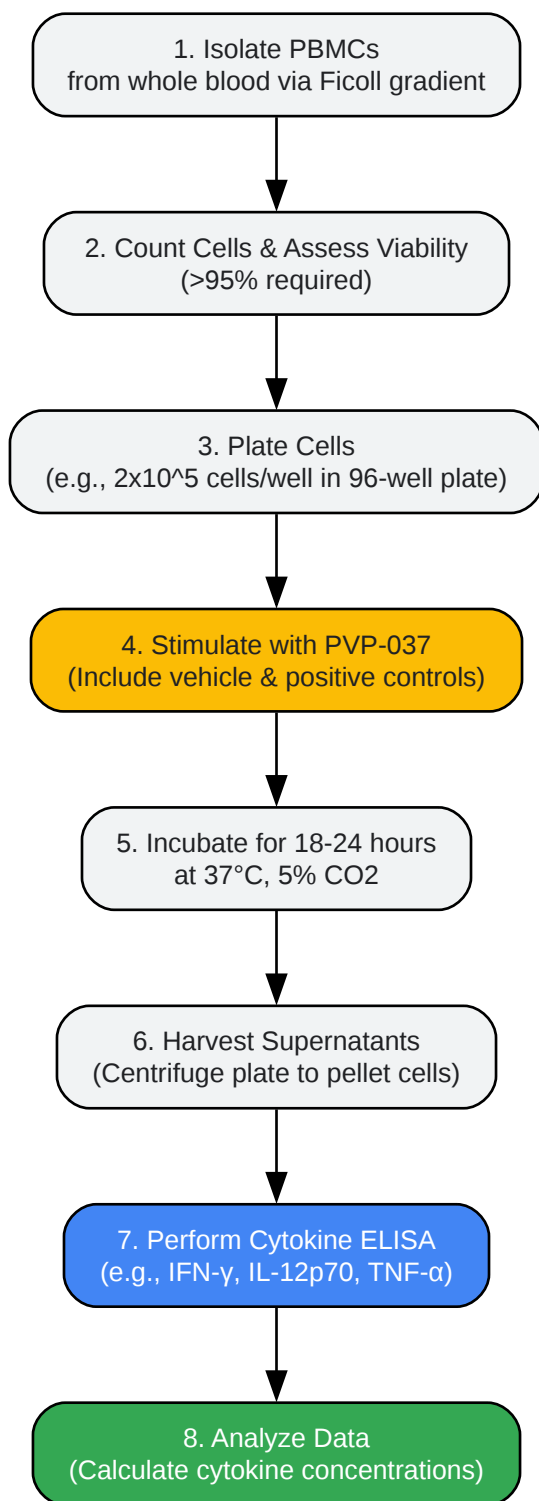 1. Isolate PBMCs
from whole blood via Ficoll gradient
2. Count Cells & Assess Viability
(>95% required)
3. Plate Cells
(e.g., 2x10^5 cells/well in 96-well plate)
4. Stimulate with PVP-037
(Include vehicle & positive controls)
5. Incubate for 18-24 hours
at 37°C, 5% CO2
6. Harvest Supernatants
(Centrifuge plate to pellet cells)
7. Perform Cytokine ELISA
(e.g., IFN-γ, IL-12p70, TNF-α)
8. Analyze Data
(Calculate cytokine concentrations)